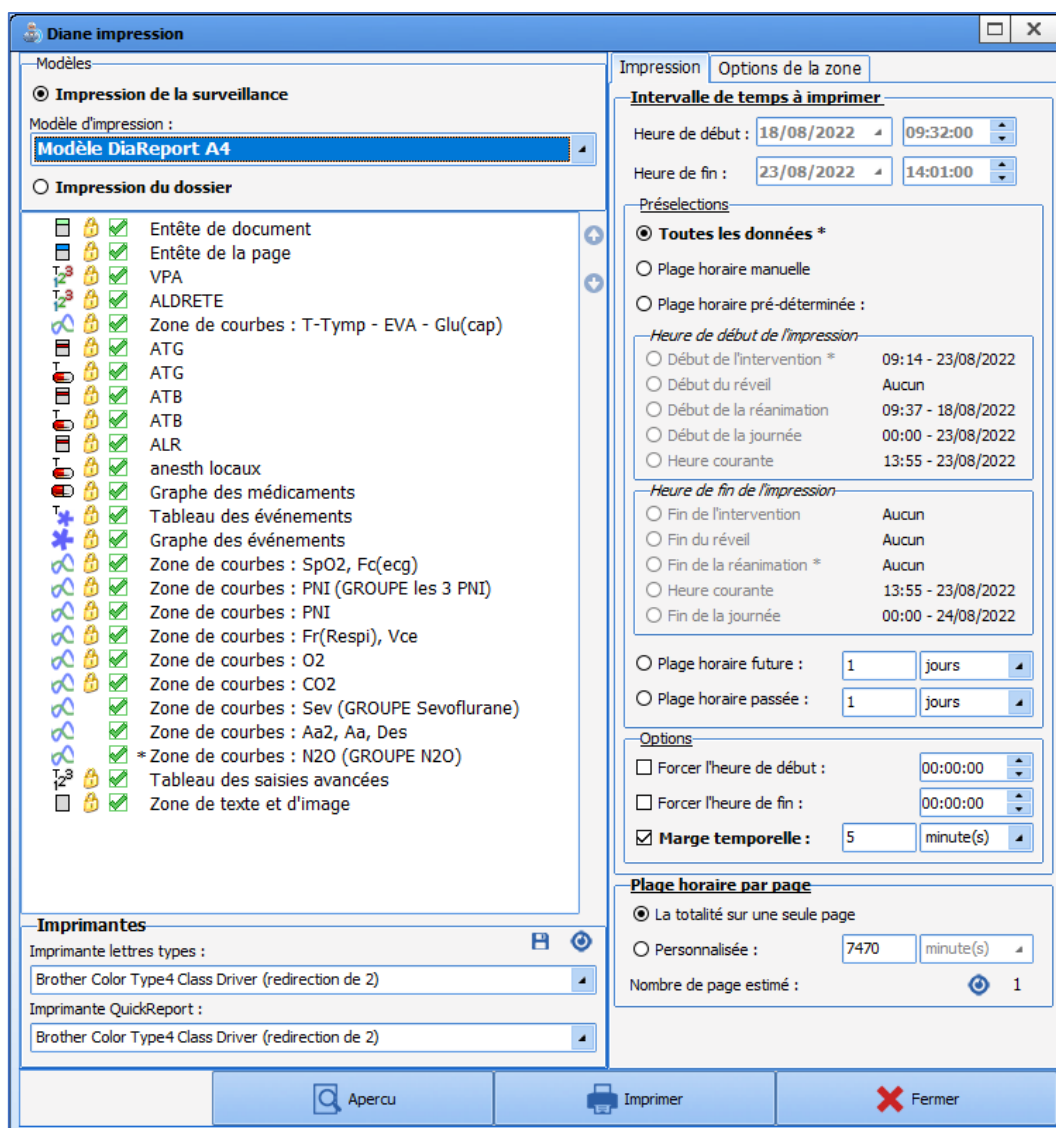 Diane impression
Modèles
Impression de la surveillance
Modèle d'impression :
Modèle DiaReport A4
Impression du dossier
Entête de document
Entête de la page
VPA
ALDRETE
Zone de courbes : T-Tymp - EVA - Glu(cap)
ATG
ATG
ATB
ATB
ALR
anesth locaux
Graphe des médicaments
Tableau des événements
Graphe des événements
Zone de courbes : SpO2, Fc(ecg)
Zone de courbes : PNI (GROUPE les 3 PNI)
Zone de courbes : PNI
Zone de courbes : Fr(Respi), Vce
Zone de courbes : O2
Zone de courbes : CO2
Zone de courbes : Sev (GROUPE Sevoflurane)
Zone de courbes : Aa2, Aa, Des
* Zone de courbes : N2O (GROUPE N2O)
Tableau des saisies avancées
Zone de texte et d'image
Imprimantes
Imprimante lettres types :
Brother Color Type4 Class Driver (redirection de 2)
Imprimante QuickReport :
Brother Color Type4 Class Driver (redirection de 2)
Impression Options de la zone
Intervalle de temps à imprimer
Heure de début : 18/08/2022 09:32:00
Heure de fin : 23/08/2022 14:01:00
Préselections
Toutes les données *
Plage horaire manuelle
Plage horaire pré-déterminée :
Heure de début de l'impression
Début de l'intervention * 09:14 - 23/08/2022
Début du réveil Aucun
Début de la réanimation 09:37 - 18/08/2022
Début de la journée 00:00 - 23/08/2022
Heure courante 13:55 - 23/08/2022
Heure de fin de l'impression
Fin de l'intervention Aucun
Fin du réveil Aucun
Fin de la réanimation * Aucun
Heure courante 13:55 - 23/08/2022
Fin de la journée 00:00 - 24/08/2022
Plage horaire future : 1 jours
Plage horaire passée : 1 jours
Options
Forcer l'heure de début : 00:00:00
Forcer l'heure de fin : 00:00:00
Marge temporelle : 5 minute(s)
Plage horaire par page
La totalité sur une seule page
Personnalisée : 7470 minute(s)
Nombre de page estimé : 1
Apercu
Imprimer
Fermer